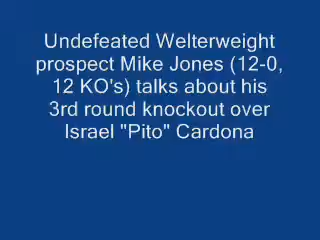 Undefeated Welterweight
prospect Mike Jones (12-0,
12 KO's) talks about his
3rd round knockout over
Israel "Pito" Cardona